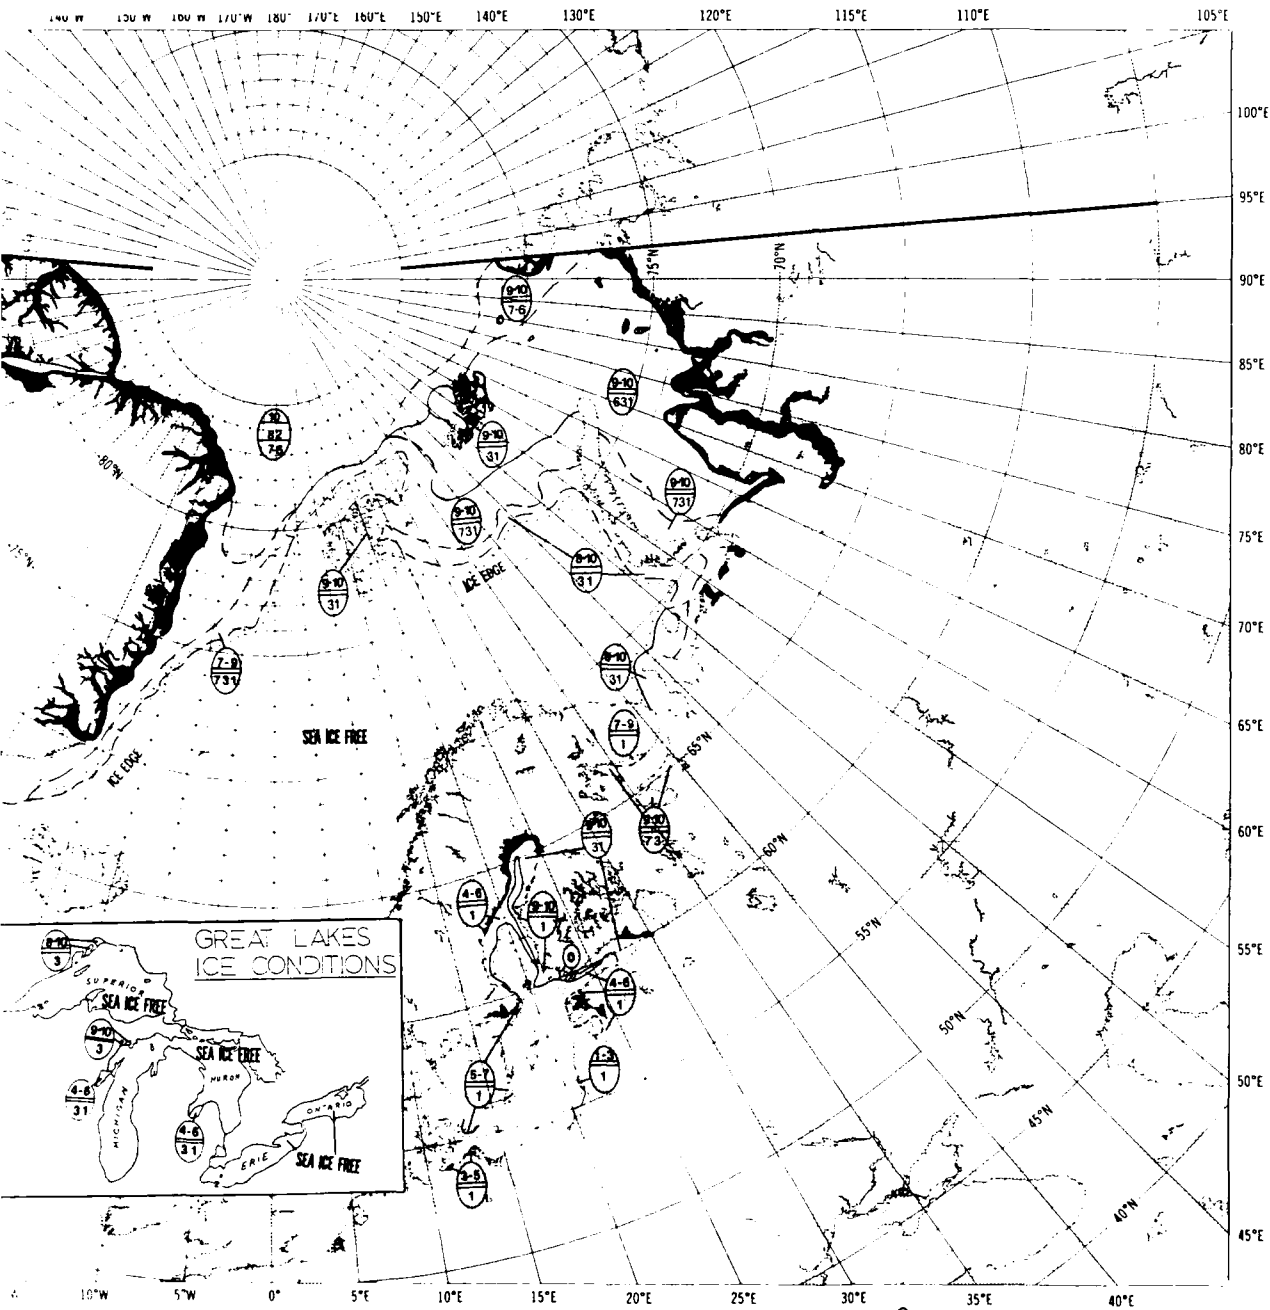 140°W 150°W 160°W 170°W 180° 170°E 160°E 150°E 140°E 130°E 120°E 115°E 110°E 105°E
100°E
95°E
90°E
85°E
80°E
75°E
70°E
65°E
60°E
55°E
50°E
45°E
75°N
70°N
9-10
7-6
9-10
631
10
82
7-6
9-10
31
80°N
9-10
731
9-10
731
75°N
8-10
31
ICE EDGE
9-10
31
7-9
731
9-10
31
SEA ICE FREE
7-9
1
65°N
ICE EDGE
9-10
31
9-10
73
60°N
4-6
1
9-10
1
0
55°N
4-6
1
50°N
1-3
1
5-7
1
45°N
3-5
1
40°N
GREAT LAKES
ICE CONDITIONS
8-10
3
SUPERIOR
SEA ICE FREE
9-10
3
SEA ICE FREE
HURON
4-6
31
MICHIGAN
4-6
31
ONTARIO
ERIE
SEA ICE FREE
10°W 5°W 0° 5°E 10°E 15°E 20°E 25°E 30°E 35°E 40°E